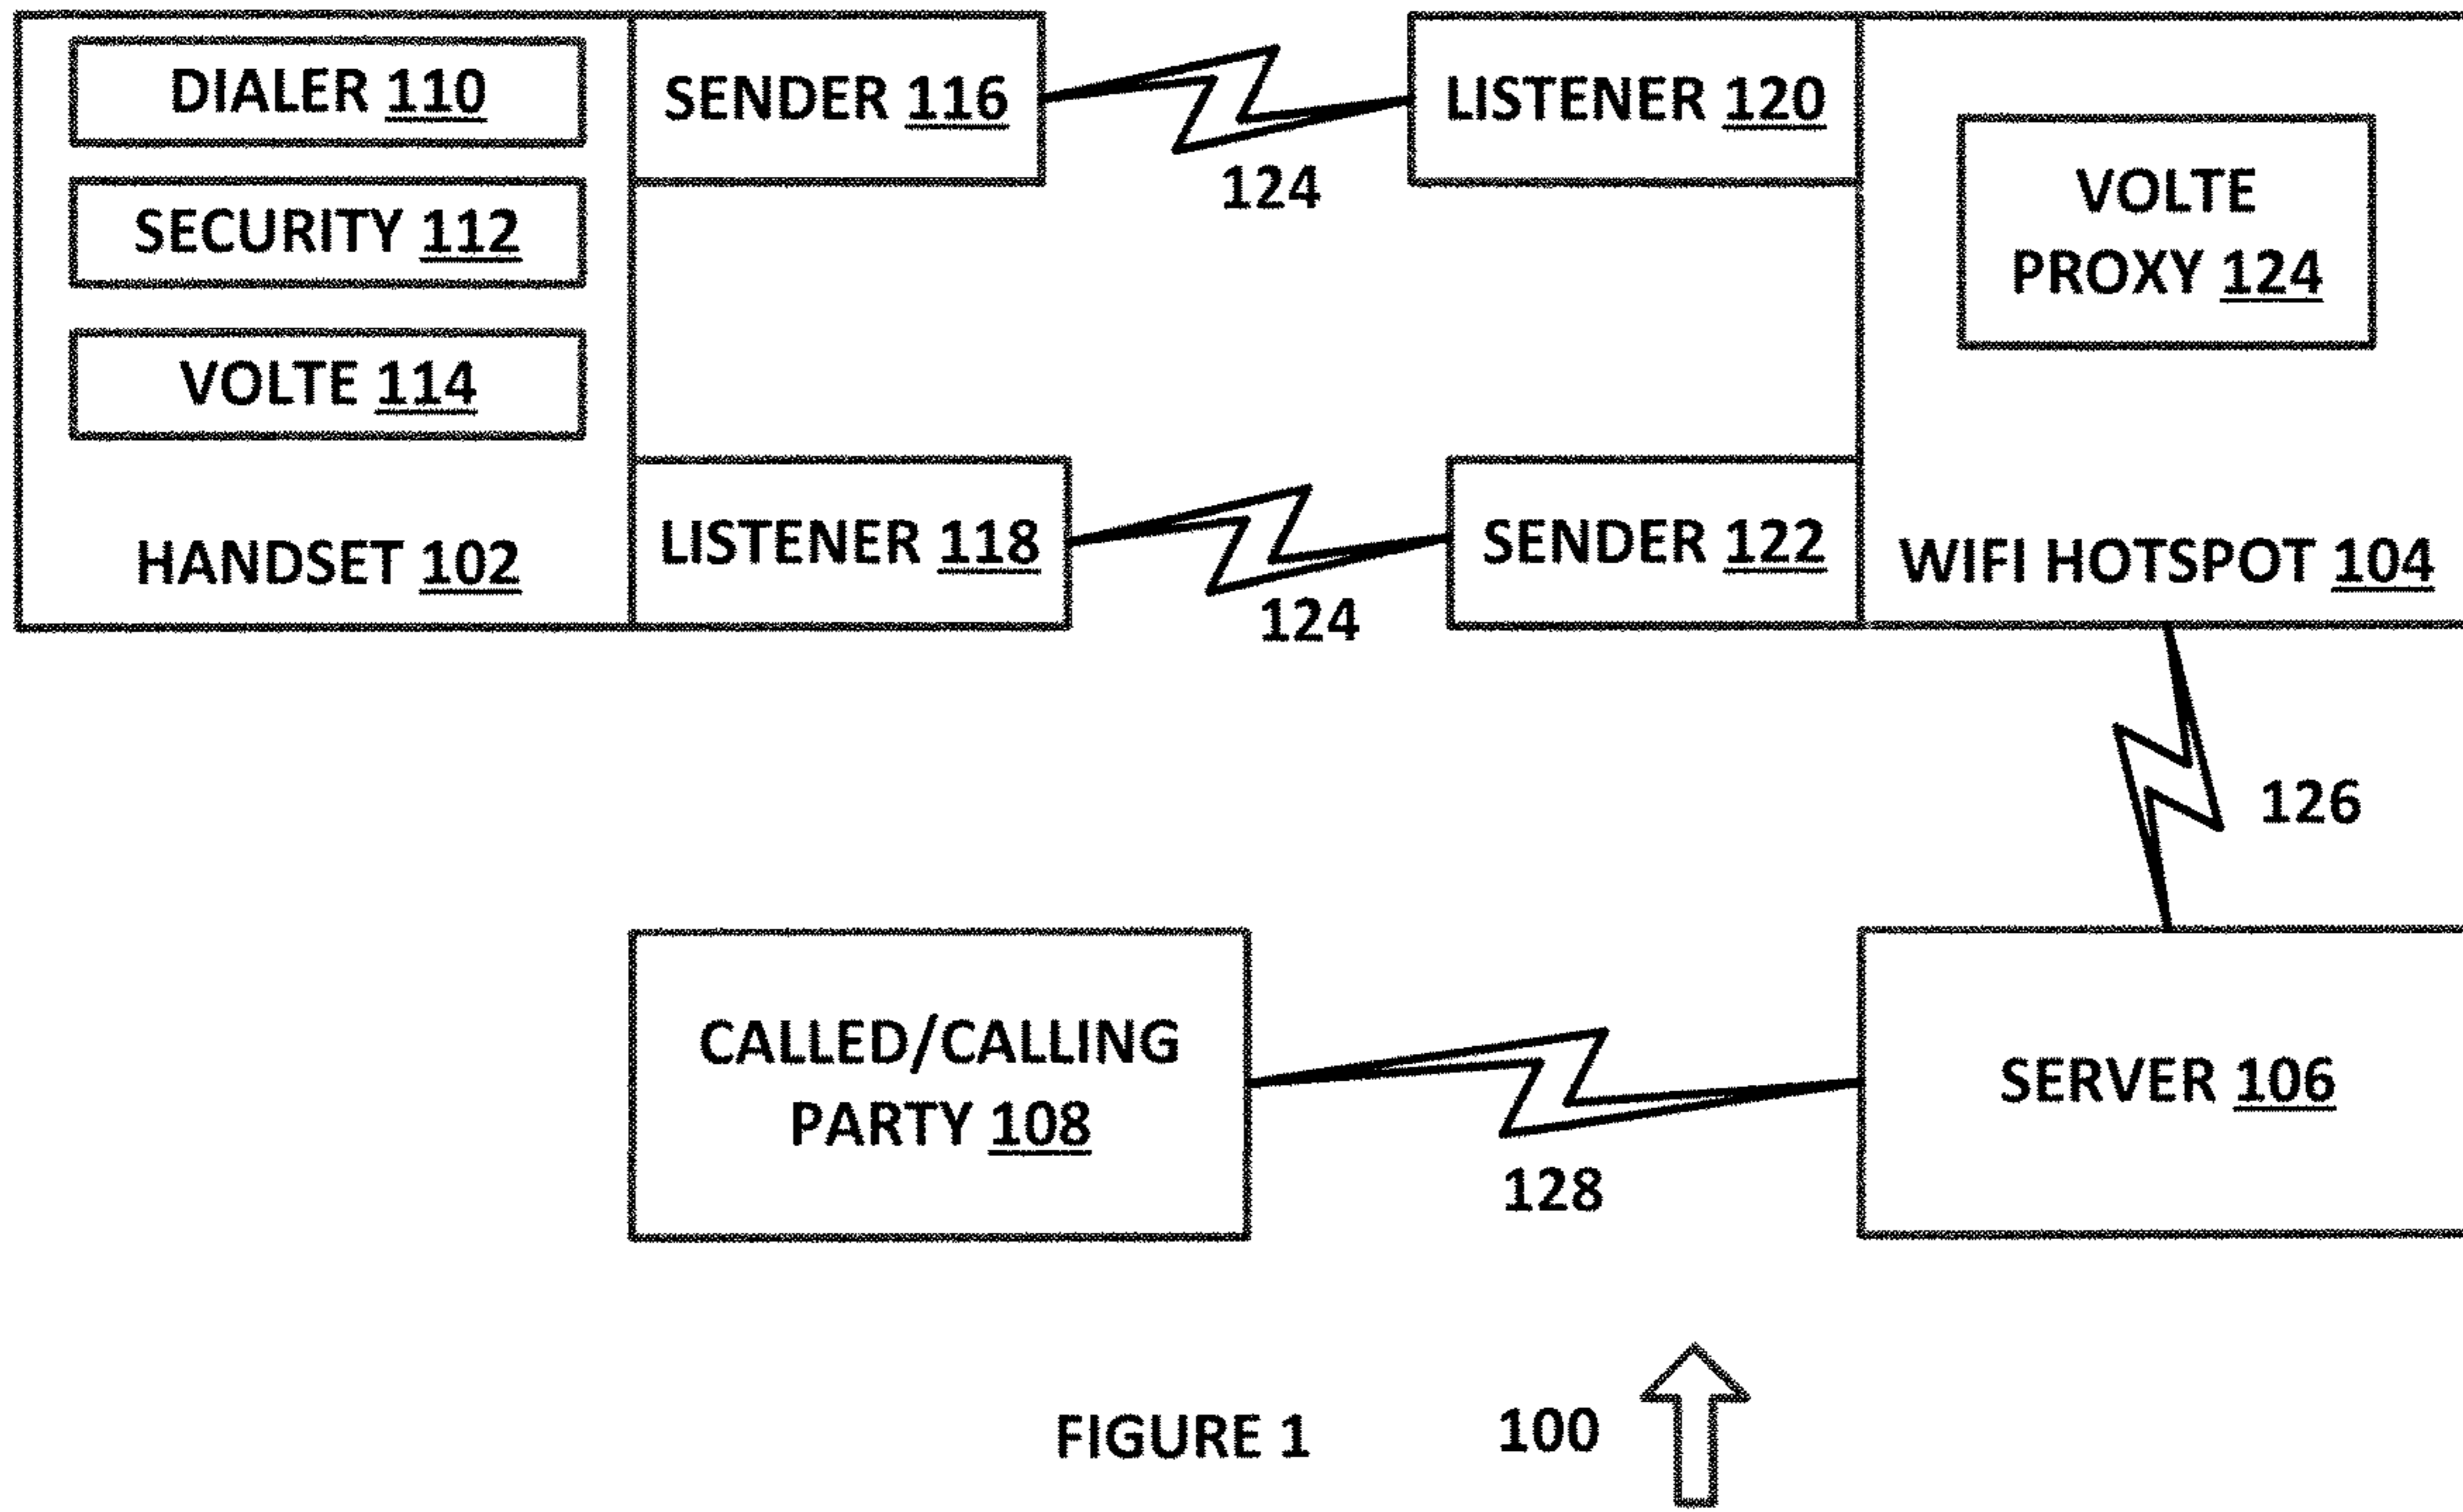 DIALER 110
SECURITY 112
VOLTE 114
HANDSET 102
SENDER 116
LISTENER 118
124
124
LISTENER 120
SENDER 122
VOLTE
PROXY 124
WIFI HOTSPOT 104
126
CALLED/CALLING
PARTY 108
128
SERVER 106
FIGURE 1
100